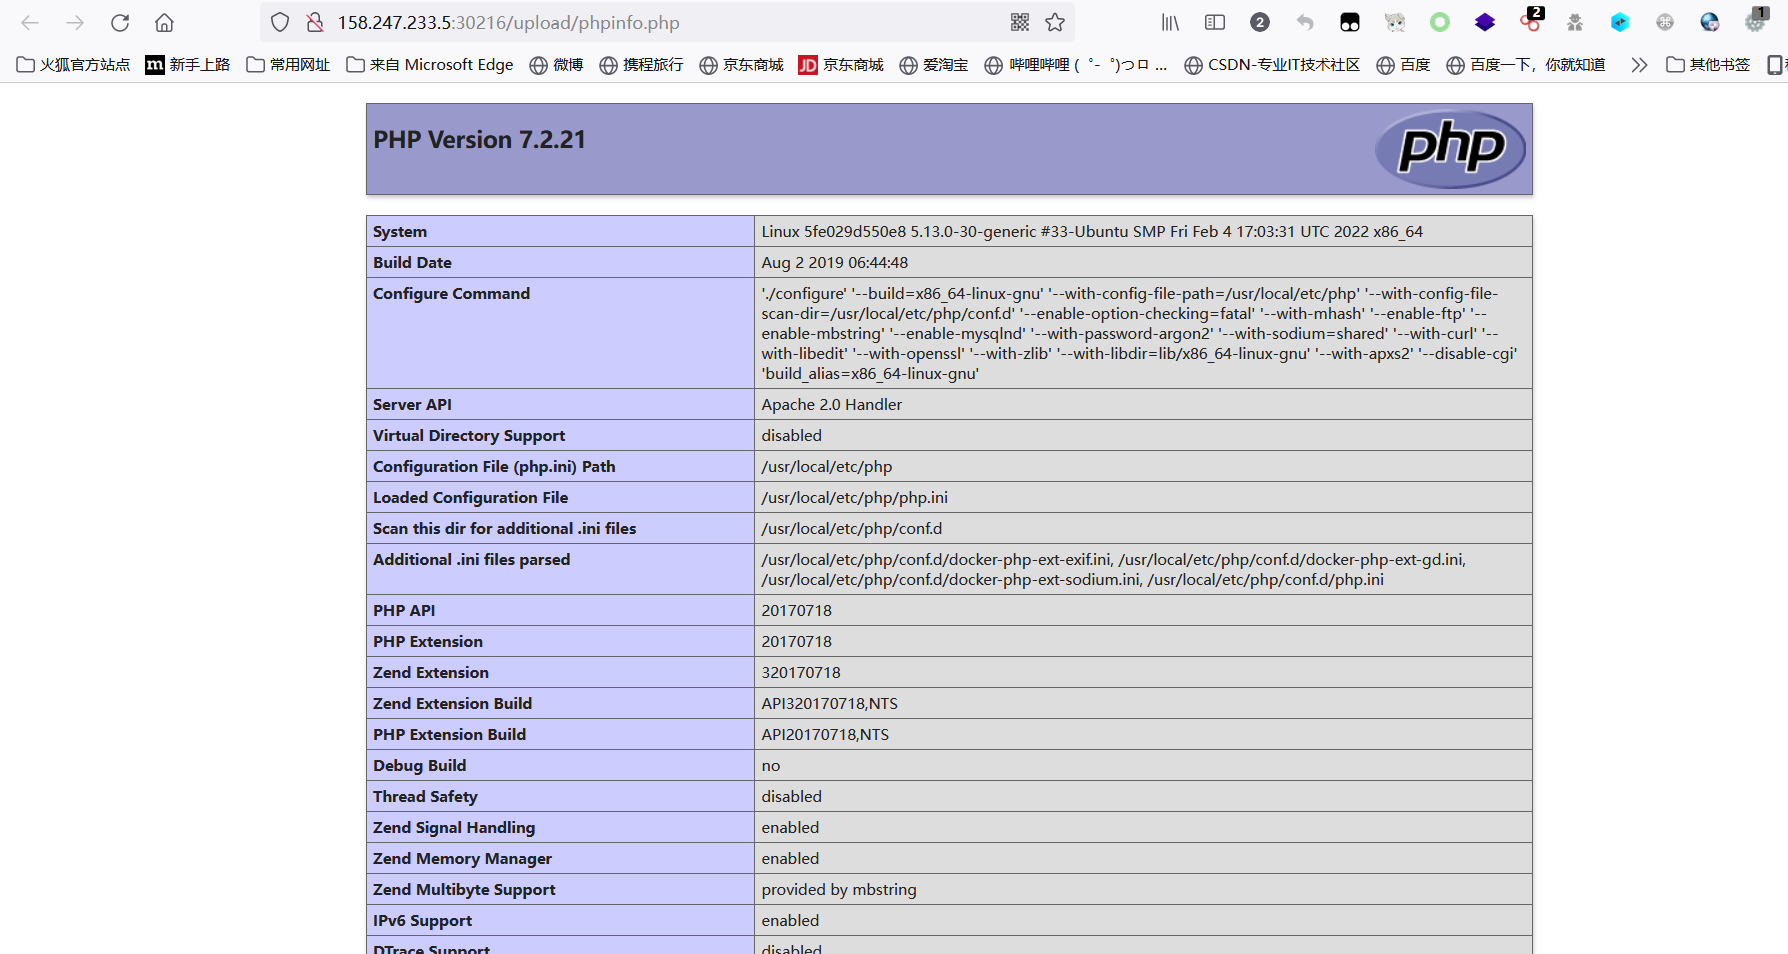 158.247.233.5:30216/upload/phpinfo.php
2
2
1
火狐官方站点
m 新手上路
常用网址
来自 Microsoft Edge
微博
携程旅行
京东商城
JD 京东商城
爱淘宝
哔哩哔哩 (゜-゜)つロ ...
CSDN-专业IT技术社区
百度
百度一下，你就知道
其他书签
PHP Version 7.2.21
php
System Linux 5fe029d550e8 5.13.0-30-generic #33-Ubuntu SMP Fri Feb 4 17:03:31 UTC 2022 x86_64
Build Date Aug 2 2019 06:44:48
Configure Command './configure' '--build=x86_64-linux-gnu' '--with-config-file-path=/usr/local/etc/php' '--with-config-file-
scan-dir=/usr/local/etc/php/conf.d' '--enable-option-checking=fatal' '--with-mhash' '--enable-ftp' '--
enable-mbstring' '--enable-mysqlnd' '--with-password-argon2' '--with-sodium=shared' '--with-curl' '--
with-libedit' '--with-openssl' '--with-zlib' '--with-libdir=lib/x86_64-linux-gnu' '--with-apxs2' '--disable-cgi'
'build_alias=x86_64-linux-gnu'
Server API Apache 2.0 Handler
Virtual Directory Support disabled
Configuration File (php.ini) Path /usr/local/etc/php
Loaded Configuration File /usr/local/etc/php/php.ini
Scan this dir for additional .ini files /usr/local/etc/php/conf.d
Additional .ini files parsed /usr/local/etc/php/conf.d/docker-php-ext-exif.ini, /usr/local/etc/php/conf.d/docker-php-ext-gd.ini,
/usr/local/etc/php/conf.d/docker-php-ext-sodium.ini, /usr/local/etc/php/conf.d/php.ini
PHP API 20170718
PHP Extension 20170718
Zend Extension 320170718
Zend Extension Build API320170718,NTS
PHP Extension Build API20170718,NTS
Debug Build no
Thread Safety disabled
Zend Signal Handling enabled
Zend Memory Manager enabled
Zend Multibyte Support provided by mbstring
IPv6 Support enabled
DTrace Support disabled